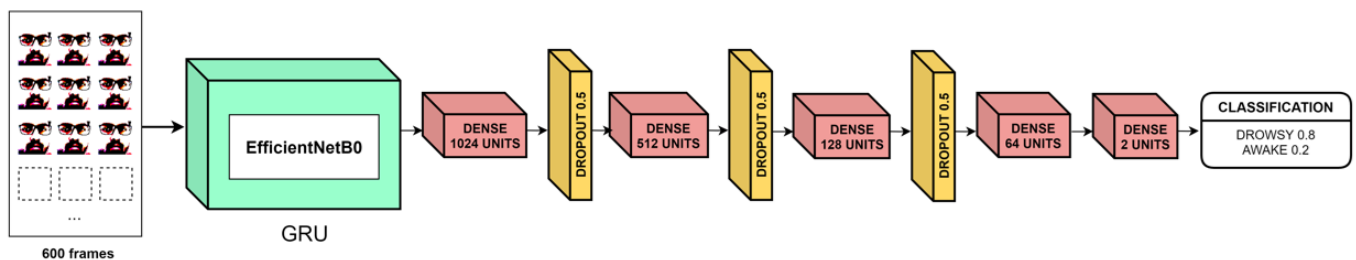 ...
600 frames
EfficientNetB0
GRU
DENSE
1024 UNITS
DROPOUT 0.5
DENSE
512 UNITS
DROPOUT 0.5
DENSE
128 UNITS
DROPOUT 0.5
DENSE
64 UNITS
DENSE
2 UNITS
CLASSIFICATION
DROWSY 0.8
AWAKE 0.2